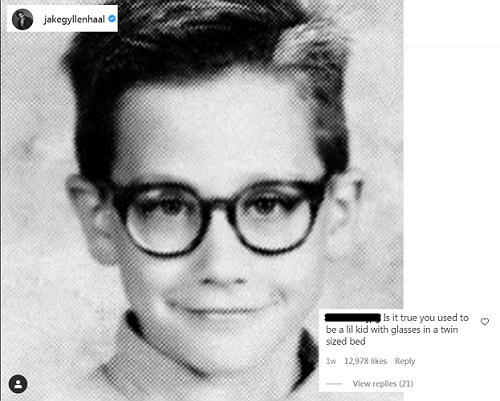 jakegyllenhaal
Is it true you used to
be a lil kid with glasses in a twin
sized bed
1w 12,978 likes Reply
View replies (21)